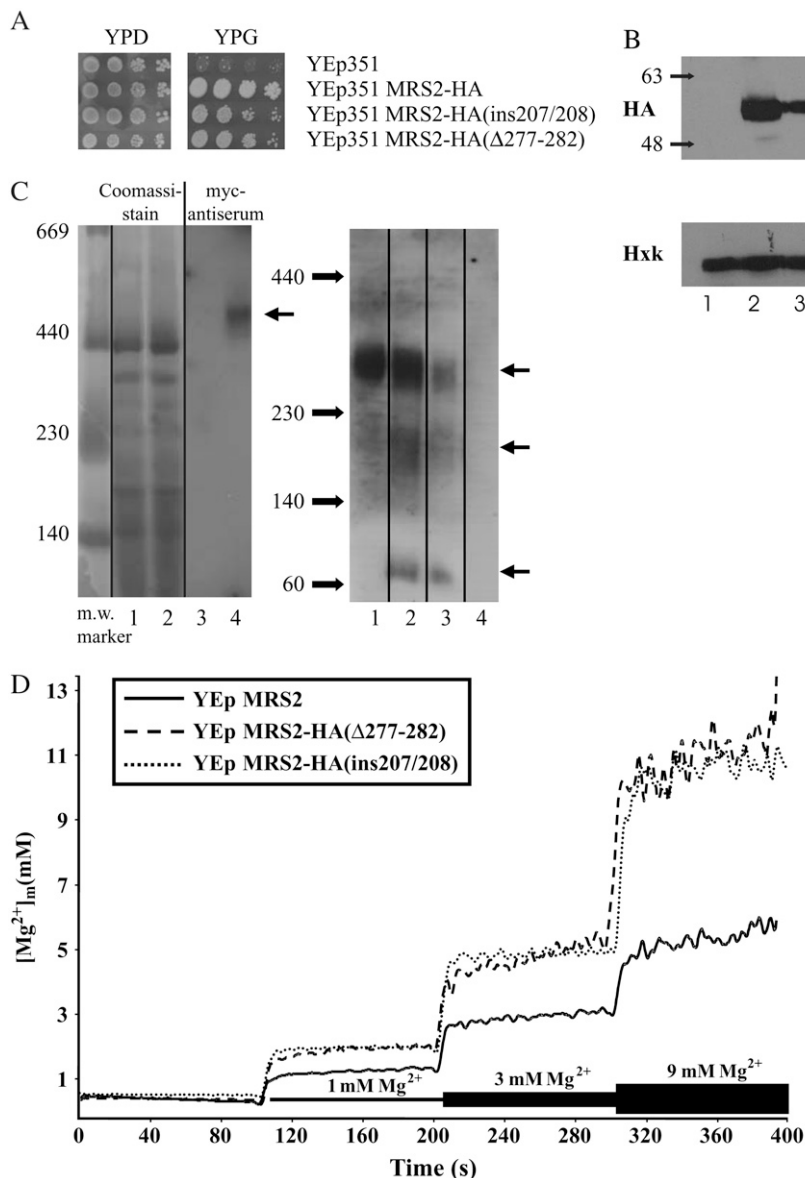 A
YPD YPG
YEp351
YEp351 MRS2-HA
YEp351 MRS2-HA(ins207/208)
YEp351 MRS2-HA(Δ277-282)
B
63
HA
48
Hxk
1 2 3
C
Coomassi-
stain
myc-
antiserum
669
440
230
140
m.w.
marker
1 2 3 4
440
230
140
60
1 2 3 4
D
YEp MRS2
YEp MRS2-HA(Δ277-282)
YEp MRS2-HA(ins207/208)
[Mg²⁺]m(mM)
13
11
9
7
5
3
1
1 mM Mg²⁺
3 mM Mg²⁺
9 mM Mg²⁺
0 40 80 120 160 200 240 280 320 360 400
Time (s)